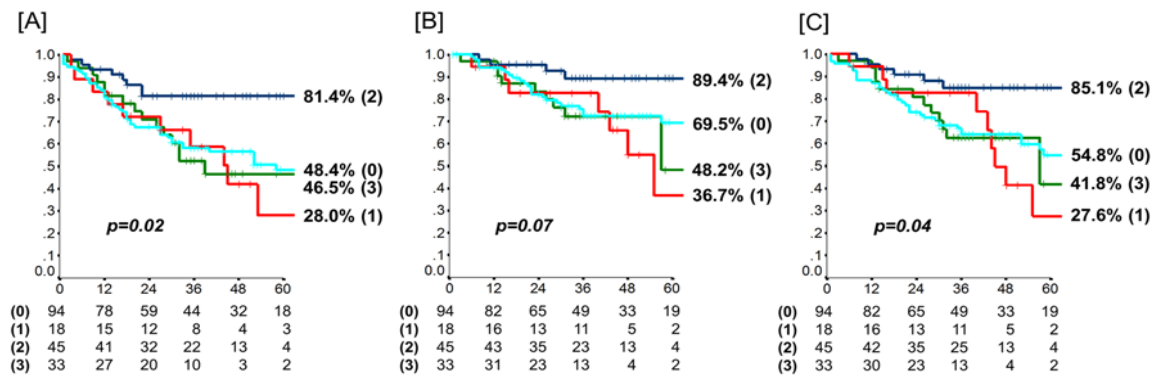 [A] [B] [C]
1.0 1.0 1.0
.9 .9 .9
.8 .8 .8
.7 .7 .7
.6 .6 .6
.5 .5 .5
.4 .4 .4
.3 .3 .3
.2 .2 .2
.1 .1 .1
0.0 0.0 0.0
81.4% (2)
48.4% (0)
46.5% (3)
28.0% (1)
p=0.02
89.4% (2)
69.5% (0)
48.2% (3)
36.7% (1)
p=0.07
85.1% (2)
54.8% (0)
41.8% (3)
27.6% (1)
p=0.04
0 12 24 36 48 60 0 12 24 36 48 60 0 12 24 36 48 60
(0) 94 78 59 44 32 18 (0) 94 82 65 49 33 19 (0) 94 82 65 49 33 19
(1) 18 15 12 8 4 3 (1) 18 16 13 11 5 2 (1) 18 16 13 11 5 2
(2) 45 41 32 22 13 4 (2) 45 43 35 23 13 4 (2) 45 42 35 25 13 4
(3) 33 27 20 10 3 2 (3) 33 31 23 13 4 2 (3) 33 30 23 13 4 2